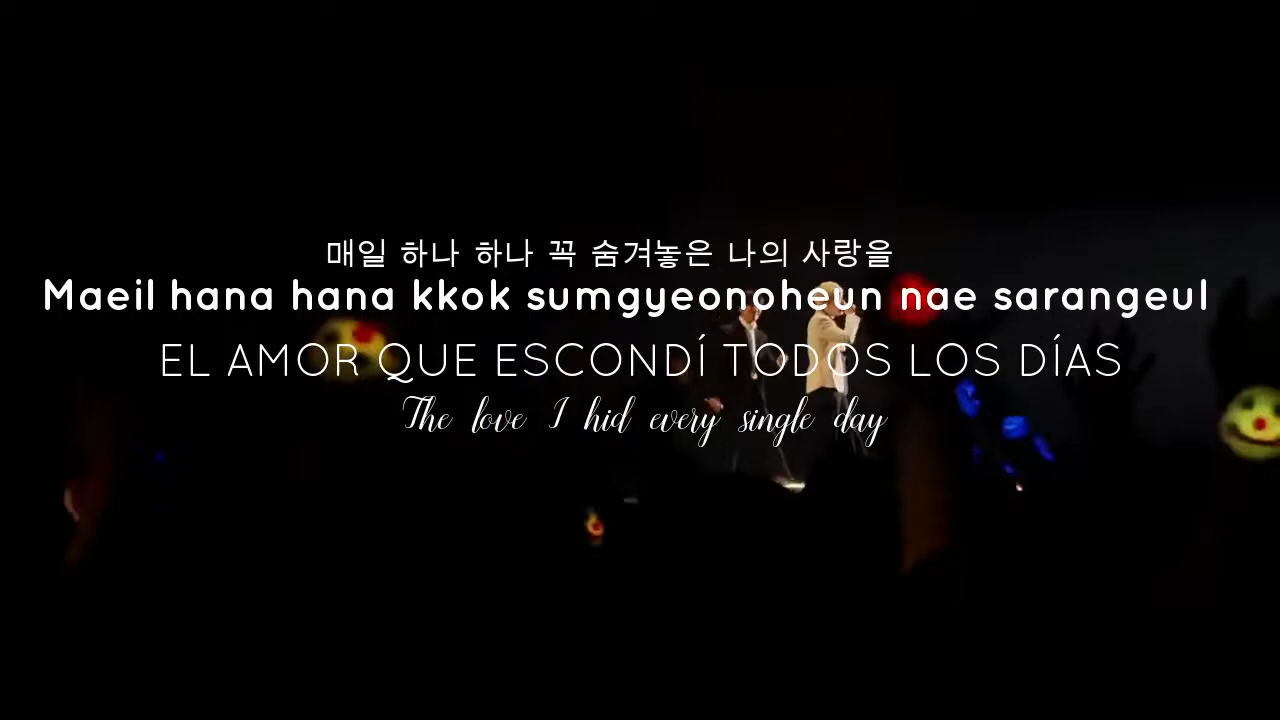 매일 하나 하나 꼭 숨겨놓은 나의 사랑을
Maeil hana hana kkok sumgyeonoheun nae sarangeul
EL AMOR QUE ESCONDÍ TODOS LOS DÍAS
The love I hid every single day